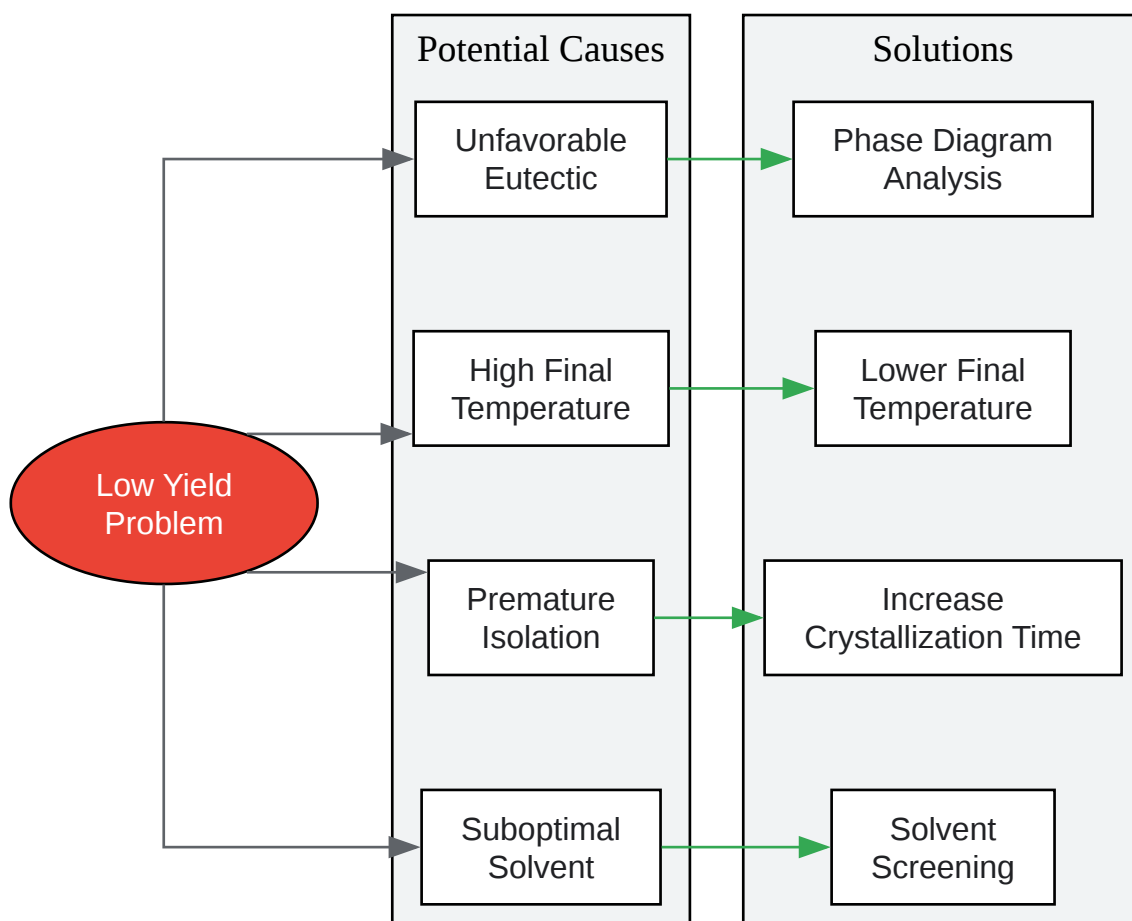 Potential Causes
Solutions
Unfavorable
Eutectic
Phase Diagram
Analysis
High Final
Temperature
Lower Final
Temperature
Low Yield
Problem
Premature
Isolation
Increase
Crystallization Time
Suboptimal
Solvent
Solvent
Screening